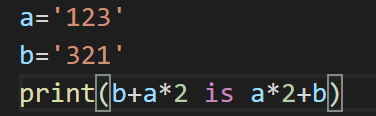 a='123'
b='321'
print(b+a*2 is a*2+b)